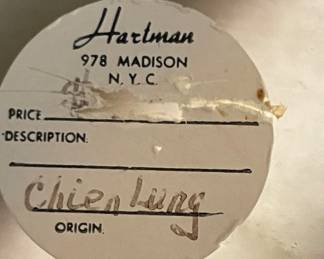 Hartman
978 MADISON
N.Y.C.
$
PRICE
DESCRIPTION.
Chien Lung
ORIGIN.